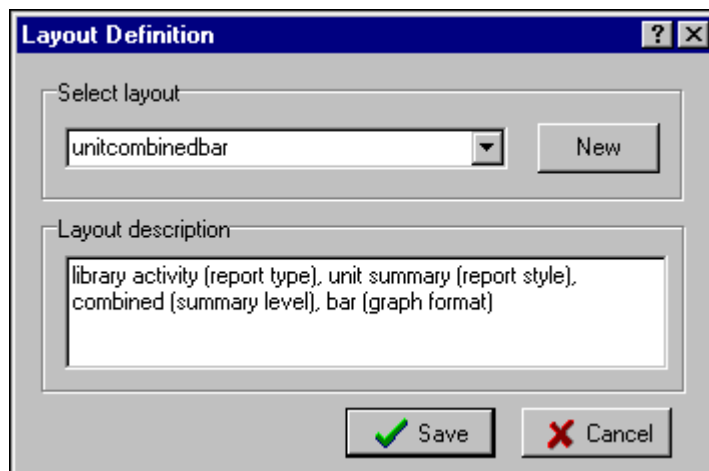 Layout Definition
?
Select layout
unitcombinedbar
New
Layout description
library activity (report type), unit summary (report style),
combined (summary level), bar (graph format)
Save
Cancel